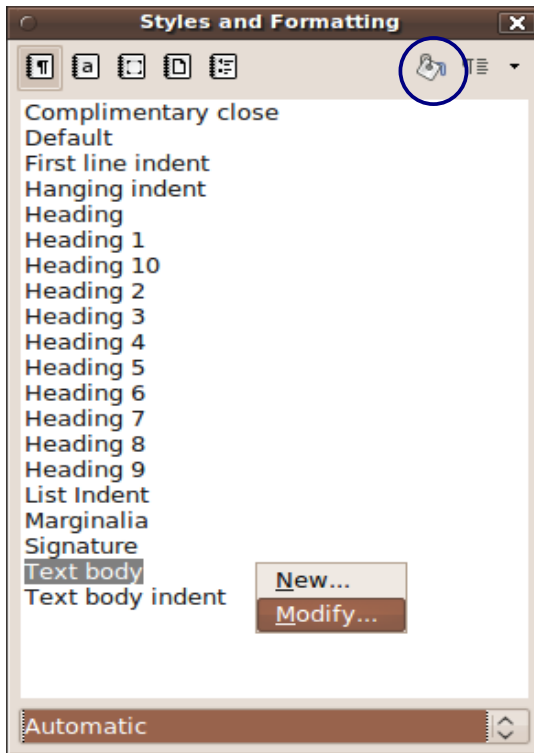 Styles and Formatting
Complimentary close
Default
First line indent
Hanging indent
Heading
Heading 1
Heading 10
Heading 2
Heading 3
Heading 4
Heading 5
Heading 6
Heading 7
Heading 8
Heading 9
List Indent
Marginalia
Signature
Text body
Text body indent
New...
Modify...
Automatic